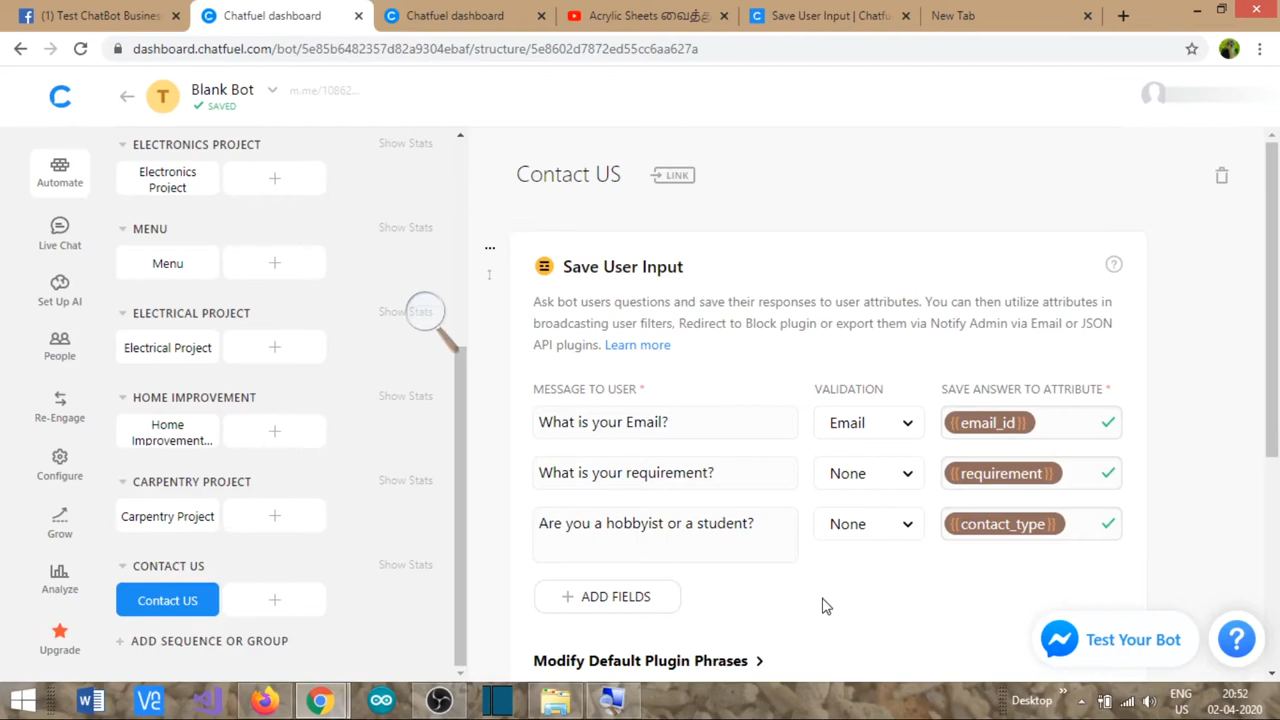 (1) Test ChatBot Busines
Chatfuel dashboard
Chatfuel dashboard
Acrylic Sheets வைத்த
Save User Input | Chatfu
New Tab
dashboard.chatfuel.com/bot/5e85b6482357d82a9304ebaf/structure/5e8602d7872ed55cc6aa627a
T
Blank Bot
m.me/10862...
SAVED
Automate
Live Chat
Set Up AI
People
Re-Engage
Configure
Grow
Analyze
Upgrade
ELECTRONICS PROJECT
Show Stats
Electronics
Project
MENU
Show Stats
Menu
ELECTRICAL PROJECT
Show Stats
Electrical Project
HOME IMPROVEMENT
Show Stats
Home
Improvement...
CARPENTRY PROJECT
Show Stats
Carpentry Project
CONTACT US
Show Stats
Contact US
ADD SEQUENCE OR GROUP
Contact US
LINK
Save User Input
Ask bot users questions and save their responses to user attributes. You can then utilize attributes in
broadcasting user filters, Redirect to Block plugin or export them via Notify Admin via Email or JSON
API plugins. Learn more
MESSAGE TO USER *
VALIDATION
SAVE ANSWER TO ATTRIBUTE *
What is your Email?
Email
{{email_id}}
What is your requirement?
None
{{requirement}}
Are you a hobbyist or a student?
None
{{contact_type}}
+ ADD FIELDS
Modify Default Plugin Phrases
Test Your Bot
?
Desktop
ENG
US
20:52
02-04-2020